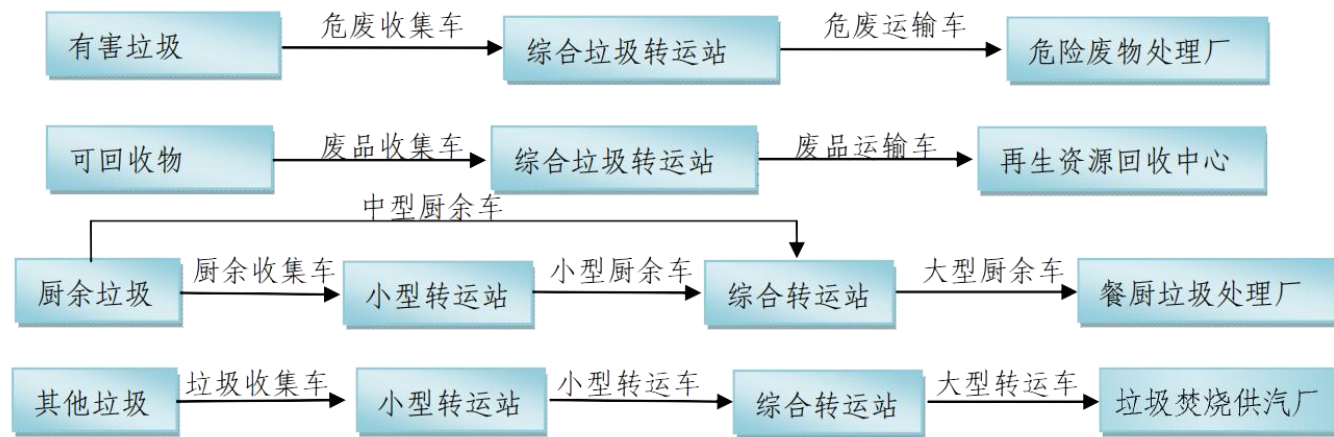 危废收集车 危废运输车
有害垃圾 综合垃圾转运站 危险废物处理厂
废品收集车 废品运输车
可回收物 综合垃圾转运站 再生资源回收中心
中型厨余车
厨余收集车 小型厨余车 大型厨余车
厨余垃圾 小型转运站 综合转运站 餐厨垃圾处理厂
垃圾收集车 小型转运车 大型转运车
其他垃圾 小型转运站 综合转运站 垃圾焚烧供汽厂